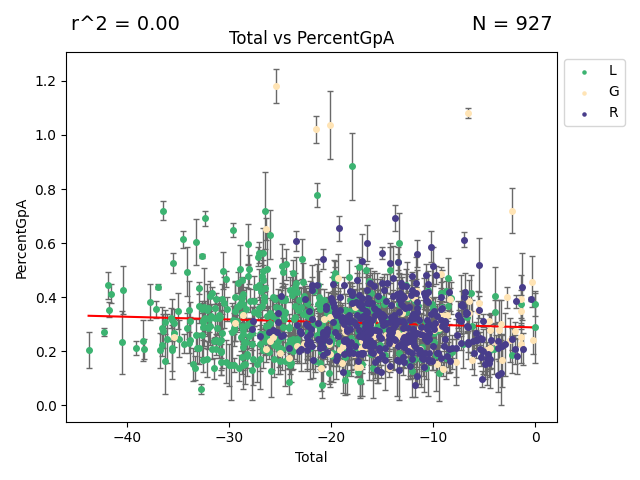 r^2 = 0.00
N = 927
Total vs PercentGpA
L
G
R
PercentGpA
1.2
1.0
0.8
0.6
0.4
0.2
0.0
−40
−30
−20
−10
0
Total